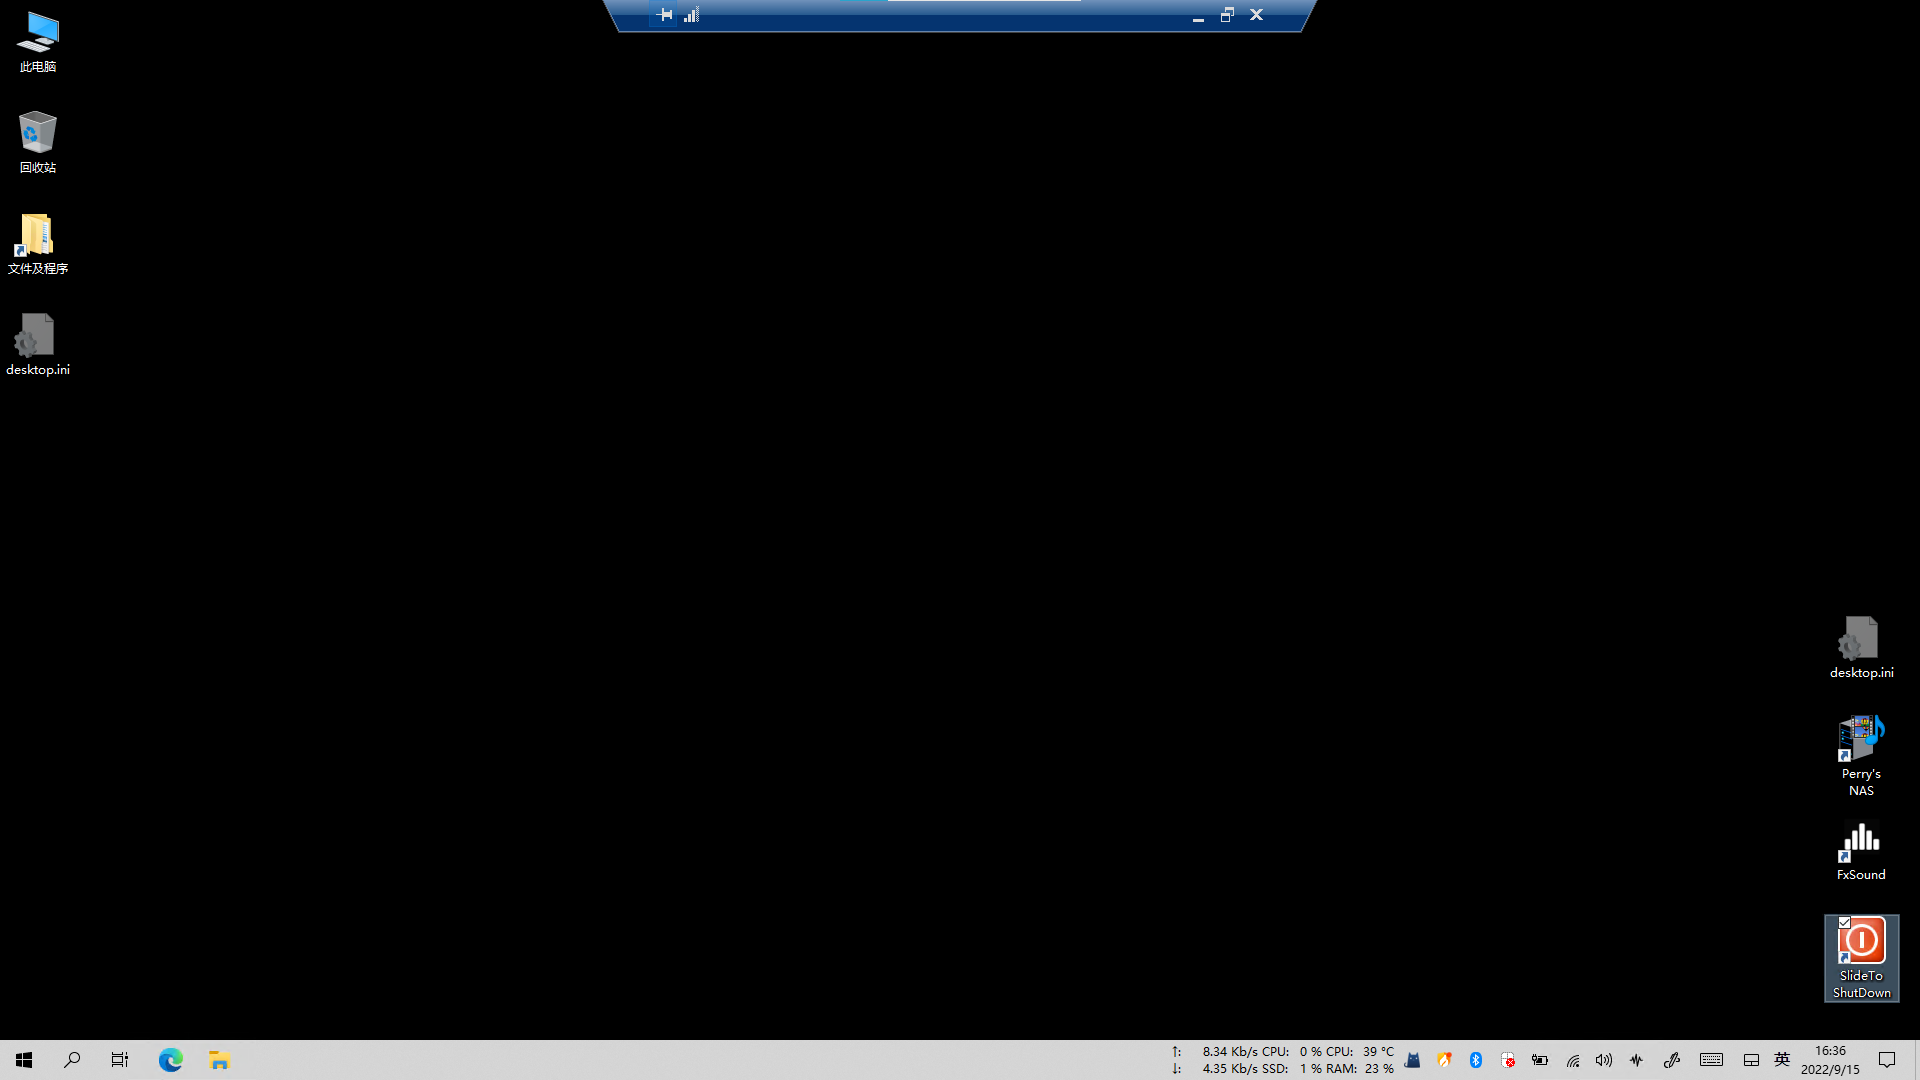 此电脑
回收站
文件及程序
desktop.ini
desktop.ini
Perry's
NAS
FxSound
SlideTo
ShutDown
↑: 8.34 Kb/s CPU: 0 % CPU: 39 °C
↓: 4.35 Kb/s SSD: 1 % RAM: 23 %
英
16:36
2022/9/15